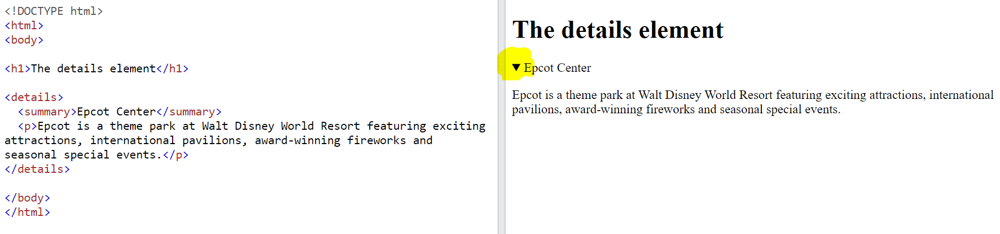 <!DOCTYPE html>
<html>
<body>
<h1>The details element</h1>
<details>
  <summary>Epcot Center</summary>
  <p>Epcot is a theme park at Walt Disney World Resort featuring exciting
attractions, international pavilions, award-winning fireworks and
seasonal special events.</p>
</details>
</body>
</html>
The details element
▼ Epcot Center
Epcot is a theme park at Walt Disney World Resort featuring exciting attractions, international
pavilions, award-winning fireworks and seasonal special events.